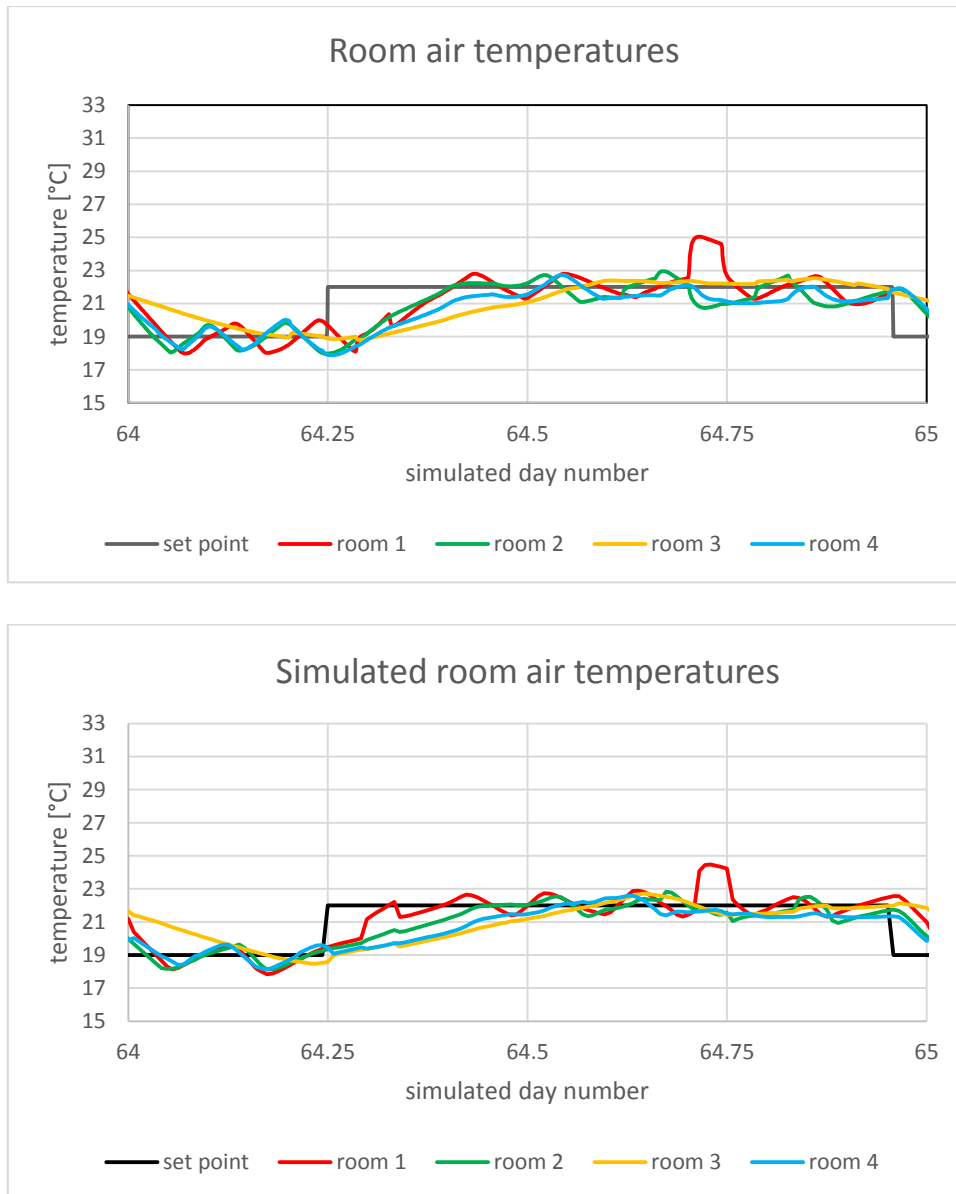 Room air temperatures
33
31
29
27
25
23
21
19
17
15
temperature [°C]
64 64.25 64.5 64.75 65
simulated day number
set point room 1 room 2 room 3 room 4
Simulated room air temperatures
33
31
29
27
25
23
21
19
17
15
temperature [°C]
64 64.25 64.5 64.75 65
simulated day number
set point room 1 room 2 room 3 room 4